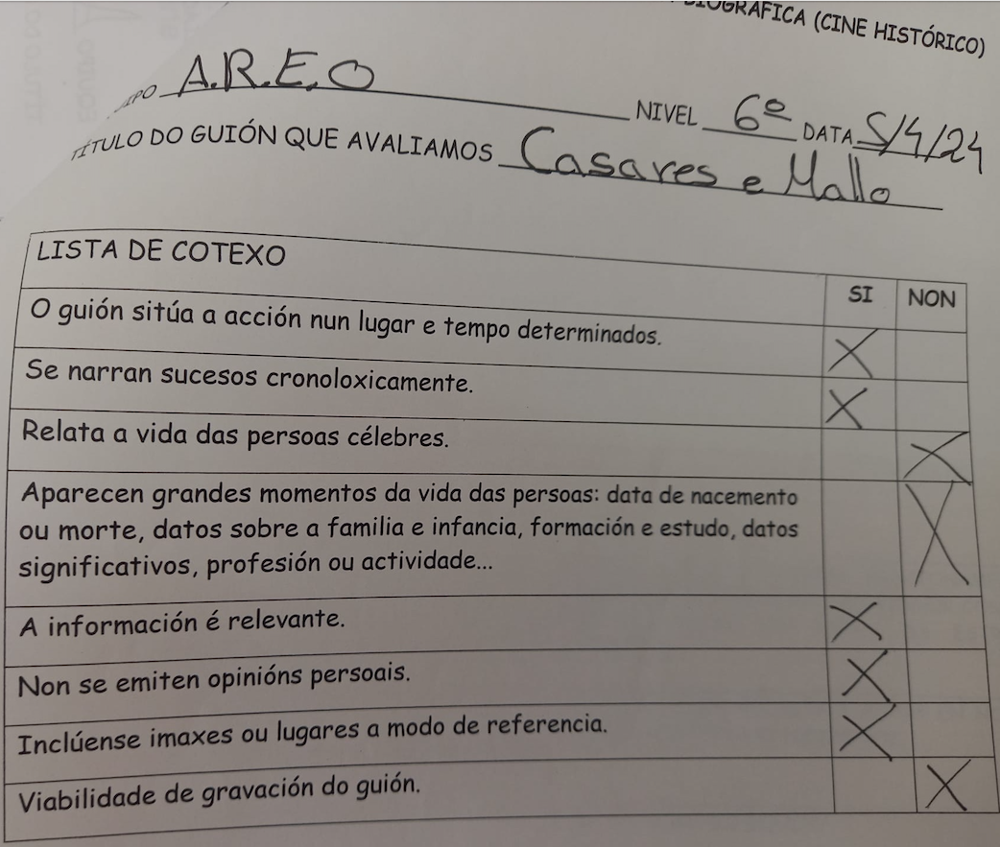 BIOGRÁFICA (CINE HISTÓRICO)
A.R.E.O NIVEL 6º DATA 5/4/24
TÍTULO DO GUIÓN QUE AVALIAMOS Casares e Mallo
LISTA DE COTEXO
SI NON
O guión sitúa a acción nun lugar e tempo determinados. X
Se narran sucesos cronoloxicamente. X
Relata a vida das persoas célebres. X
Aparecen grandes momentos da vida das persoas: data de nacemento
ou morte, datos sobre a familia e infancia, formación e estudo, datos
significativos, profesión ou actividade... X
A información é relevante. X
Non se emiten opinións persoais. X
Inclúense imaxes ou lugares a modo de referencia. X
Viabilidade de gravación do guión. X